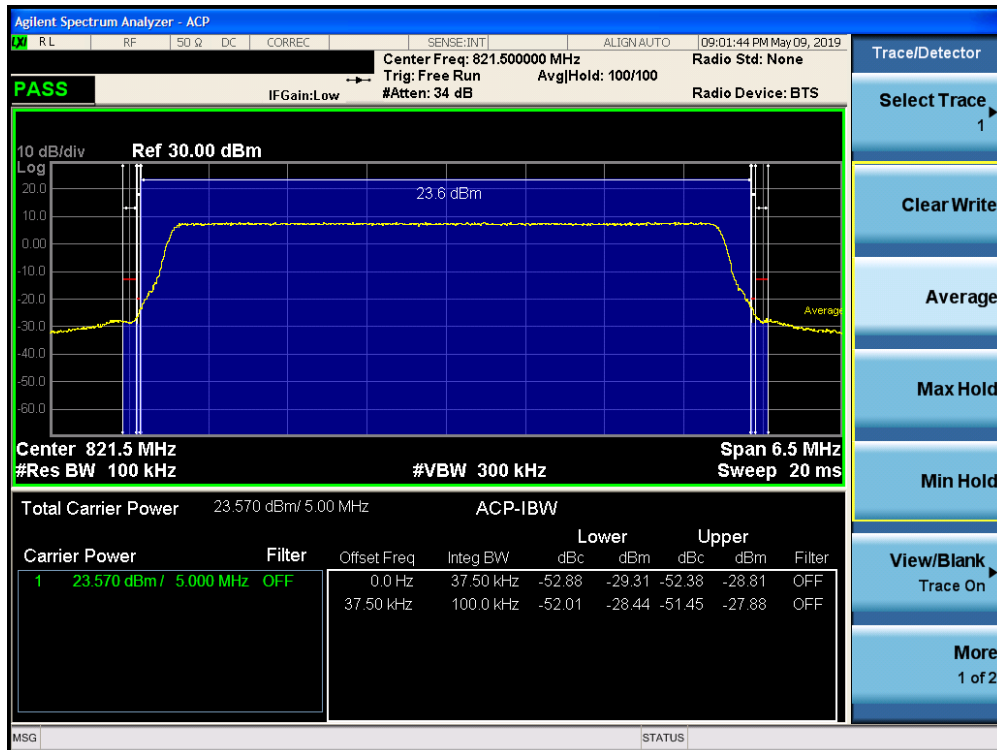 Agilent Spectrum Analyzer - ACP
LXI RL RF 50 Ω DC CORREC SENSE:INT ALIGN AUTO 09:01:44 PM May 09, 2019
Center Freq: 821.500000 MHz Radio Std: None
Trig: Free Run Avg|Hold: 100/100
PASS IFGain:Low #Atten: 34 dB Radio Device: BTS
10 dB/div Ref 30.00 dBm
Log
23.6 dBm
20.0
10.0
0.00
-10.0
-20.0
Average
-30.0
-40.0
-50.0
-60.0
Center 821.5 MHz Span 6.5 MHz
#Res BW 100 kHz #VBW 300 kHz Sweep 20 ms
Total Carrier Power 23.570 dBm/ 5.00 MHz ACP-IBW
Lower Upper
Carrier Power Filter Offset Freq Integ BW dBc dBm dBc dBm Filter
1 23.570 dBm / 5.000 MHz OFF 0.0 Hz 37.50 kHz -52.88 -29.31 -52.38 -28.81 OFF
37.50 kHz 100.0 kHz -52.01 -28.44 -51.45 -27.88 OFF
MSG STATUS
Trace/Detector
Select Trace
1
Clear Write
Average
Max Hold
Min Hold
View/Blank
Trace On
More
1 of 2